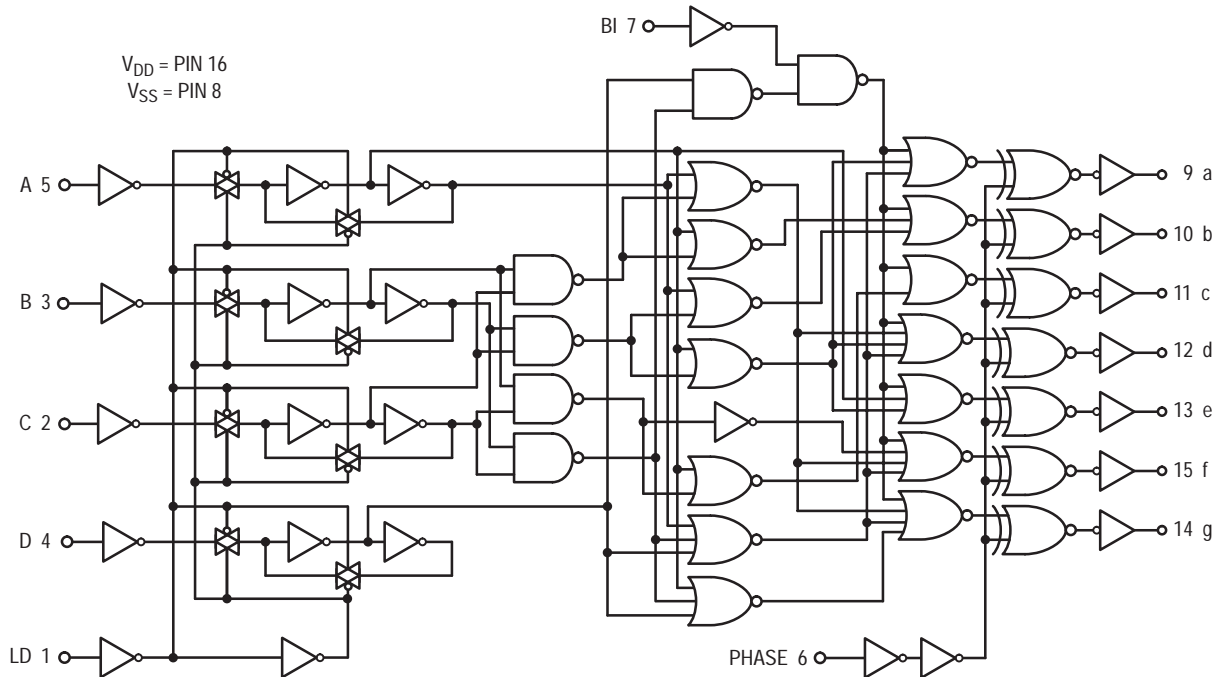 BI 7
V_DD = PIN 16
V_SS = PIN 8
A 5
9 a
10 b
B 3
11 c
12 d
13 e
C 2
15 f
14 g
D 4
LD 1
PHASE 6